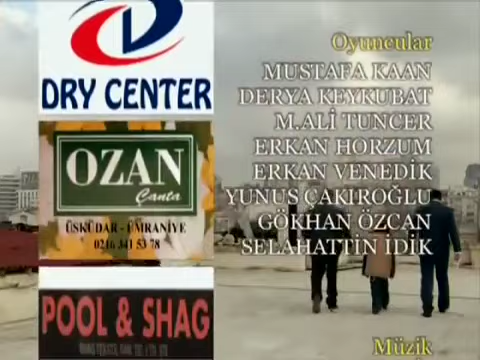 DRY CENTER
OZAN
Çanta
ÜSKÜDAR - ÜMRANİYE
0216 341 53 78
POOL & SHAG
Oyuncular
MUSTAFA KAAN
DERYA KEYKUBAT
M.ALİ TUNCER
ERKAN HORZUM
ERKAN VENEDİK
YUNUS ÇAKIROĞLU
GÖKHAN ÖZCAN
SELAHATTİN İDİK
Müzik